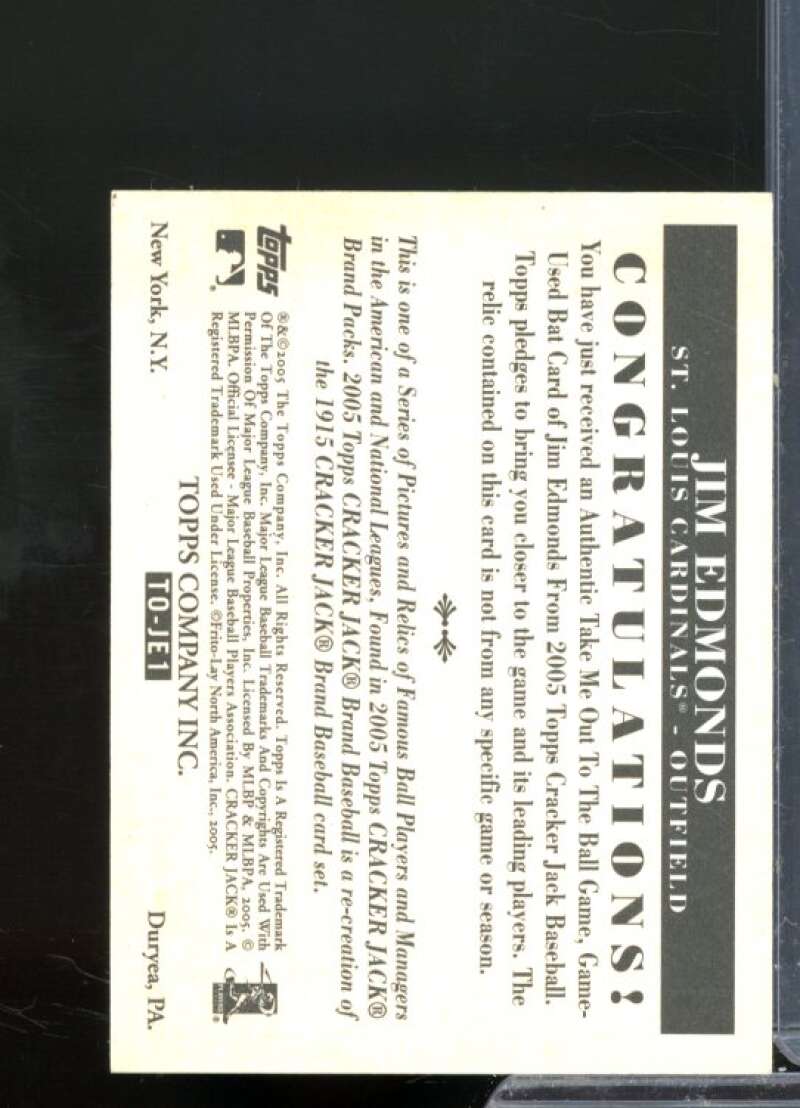 JIM EDMONDS
ST. LOUIS CARDINALS® - OUTFIELD
CONGRATULATIONS!
You have just received an Authentic Take Me Out To The Ball Game, Game-
Used Bat Card of Jim Edmonds From 2005 Topps Cracker Jack Baseball.
Topps pledges to bring you closer to the game and its leading players. The
relic contained on this card is not from any specific game or season.
This is one of a Series of Pictures and Relics of Famous Ball Players and Managers
in the American and National Leagues, Found in 2005 Topps CRACKER JACK®
Brand Packs. 2005 Topps CRACKER JACK® Brand Baseball is a re-creation of
the 1915 CRACKER JACK® Brand Baseball card set.
topps
®&©2005 The Topps Company, Inc. All Rights Reserved. Topps Is A Registered Trademark
Of The Topps Company, Inc. Major League Baseball Trademarks And Copyrights Are Used With
Permission Of Major League Baseball Properties, Inc. Licensed By MLBP & MLBPA, 2005. ©
MLBPA. Official Licensee - Major League Baseball Players Association. CRACKER JACK® Is A
Registered Trademark Used Under License. ©Frito-Lay North America, Inc., 2005.
TOPPS COMPANY INC.
New York, N.Y.
TO-JE1
Duryea, PA.